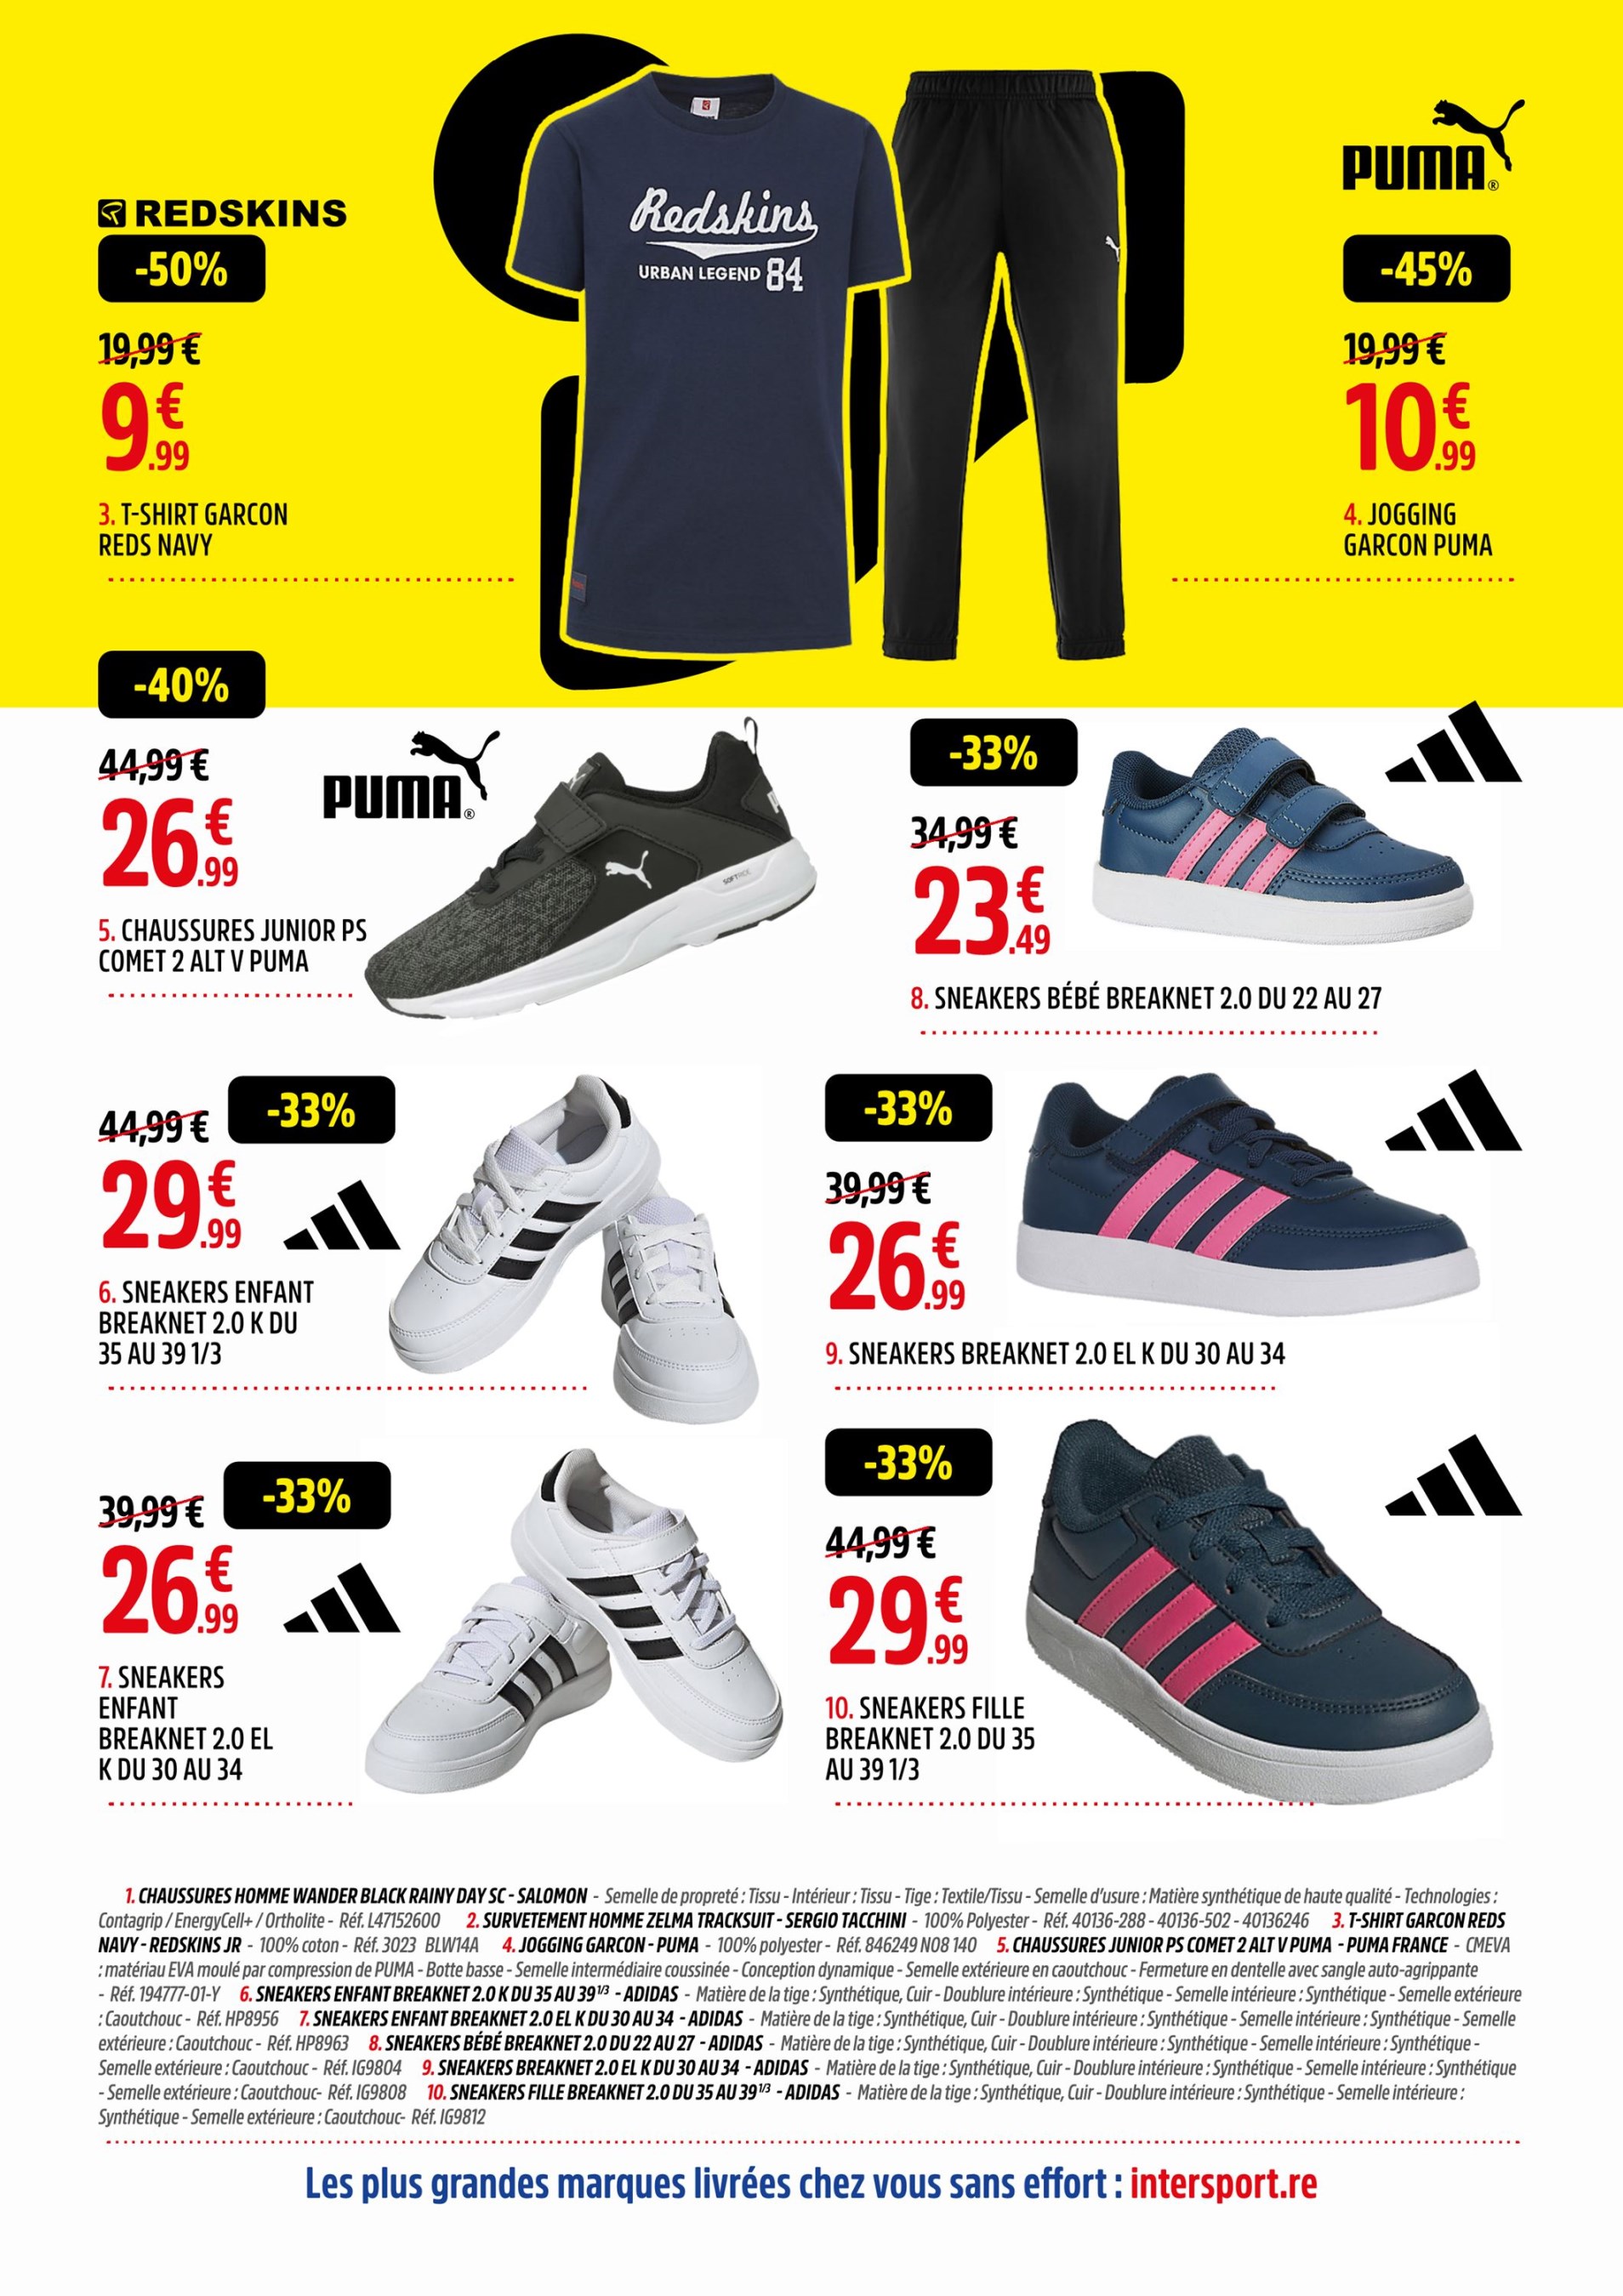 REDSKINS
-50%
19,99 €
9€.99
3. T-SHIRT GARCON
REDS NAVY
Redskins
URBAN LEGEND 84
PUMA®
-45%
19,99 €
10€.99
4. JOGGING
GARCON PUMA
-40%
44,99 €
26€.99
PUMA®
SOFTRIDE
5. CHAUSSURES JUNIOR PS
COMET 2 ALT V PUMA
-33%
34,99 €
23€.49
8. SNEAKERS BÉBÉ BREAKNET 2.0 DU 22 AU 27
44,99 €
-33%
29€.99
6. SNEAKERS ENFANT
BREAKNET 2.0 K DU
35 AU 39 1/3
-33%
39,99 €
26€.99
9. SNEAKERS BREAKNET 2.0 EL K DU 30 AU 34
39,99 €
-33%
26€.99
7. SNEAKERS
ENFANT
BREAKNET 2.0 EL
K DU 30 AU 34
-33%
44,99 €
29€.99
10. SNEAKERS FILLE
BREAKNET 2.0 DU 35
AU 39 1/3
1. CHAUSSURES HOMME WANDER BLACK RAINY DAY SC - SALOMON - Semelle de propreté : Tissu - Intérieur : Tissu - Tige : Textile/Tissu - Semelle d'usure : Matière synthétique de haute qualité - Technologies :
Contagrip / EnergyCell+ / Ortholite - Réf. L47152600 2. SURVETEMENT HOMME ZELMA TRACKSUIT - SERGIO TACCHINI - 100% Polyester - Réf. 40136-288 - 40136-502 - 40136246 3. T-SHIRT GARCON REDS
NAVY - REDSKINS JR - 100% coton - Réf. 3023 BLW14A 4. JOGGING GARCON - PUMA - 100% polyester - Réf. 846249 N08 140 5. CHAUSSURES JUNIOR PS COMET 2 ALT V PUMA - PUMA FRANCE - CMEVA
: matériau EVA moulé par compression de PUMA - Botte basse - Semelle intermédiaire coussinée - Conception dynamique - Semelle extérieure en caoutchouc - Fermeture en dentelle avec sangle auto-agrippante
- Réf. 194777-01-Y 6. SNEAKERS ENFANT BREAKNET 2.0 K DU 35 AU 39 1/3 - ADIDAS - Matière de la tige : Synthétique, Cuir - Doublure intérieure : Synthétique - Semelle intérieure : Synthétique - Semelle extérieure
: Caoutchouc - Réf. HP8956 7. SNEAKERS ENFANT BREAKNET 2.0 EL K DU 30 AU 34 - ADIDAS - Matière de la tige : Synthétique, Cuir - Doublure intérieure : Synthétique - Semelle intérieure : Synthétique - Semelle
extérieure : Caoutchouc - Réf. HP8963 8. SNEAKERS BÉBÉ BREAKNET 2.0 DU 22 AU 27 - ADIDAS - Matière de la tige : Synthétique, Cuir - Doublure intérieure : Synthétique - Semelle intérieure : Synthétique -
Semelle extérieure : Caoutchouc - Réf. IG9804 9. SNEAKERS BREAKNET 2.0 EL K DU 30 AU 34 - ADIDAS - Matière de la tige : Synthétique, Cuir - Doublure intérieure : Synthétique - Semelle intérieure : Synthétique
- Semelle extérieure : Caoutchouc- Réf. IG9808 10. SNEAKERS FILLE BREAKNET 2.0 DU 35 AU 39 1/3 - ADIDAS - Matière de la tige : Synthétique, Cuir - Doublure intérieure : Synthétique - Semelle intérieure :
Synthétique - Semelle extérieure : Caoutchouc- Réf. IG9812
Les plus grandes marques livrées chez vous sans effort : intersport.re